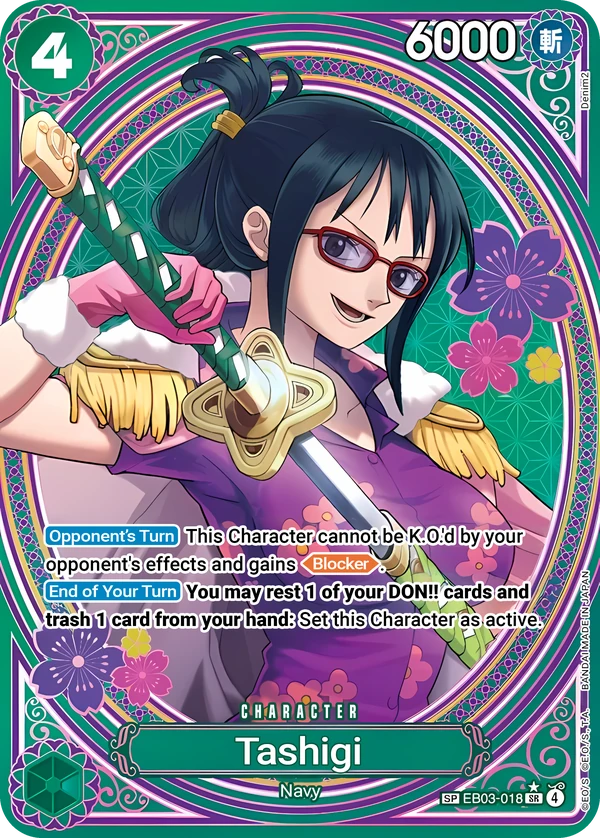 4
6000
斬
Denim2
Opponent's Turn This Character cannot be K.O.'d by your
opponent's effects and gains Blocker.
End of Your Turn You may rest 1 of your DON!! cards and
trash 1 card from your hand: Set this Character as active.
CHARACTER
Tashigi
Navy
SP EB03-018 SR 4
©E.O./S. ©E.O./S.,T.A. BANDAI MADE IN JAPAN